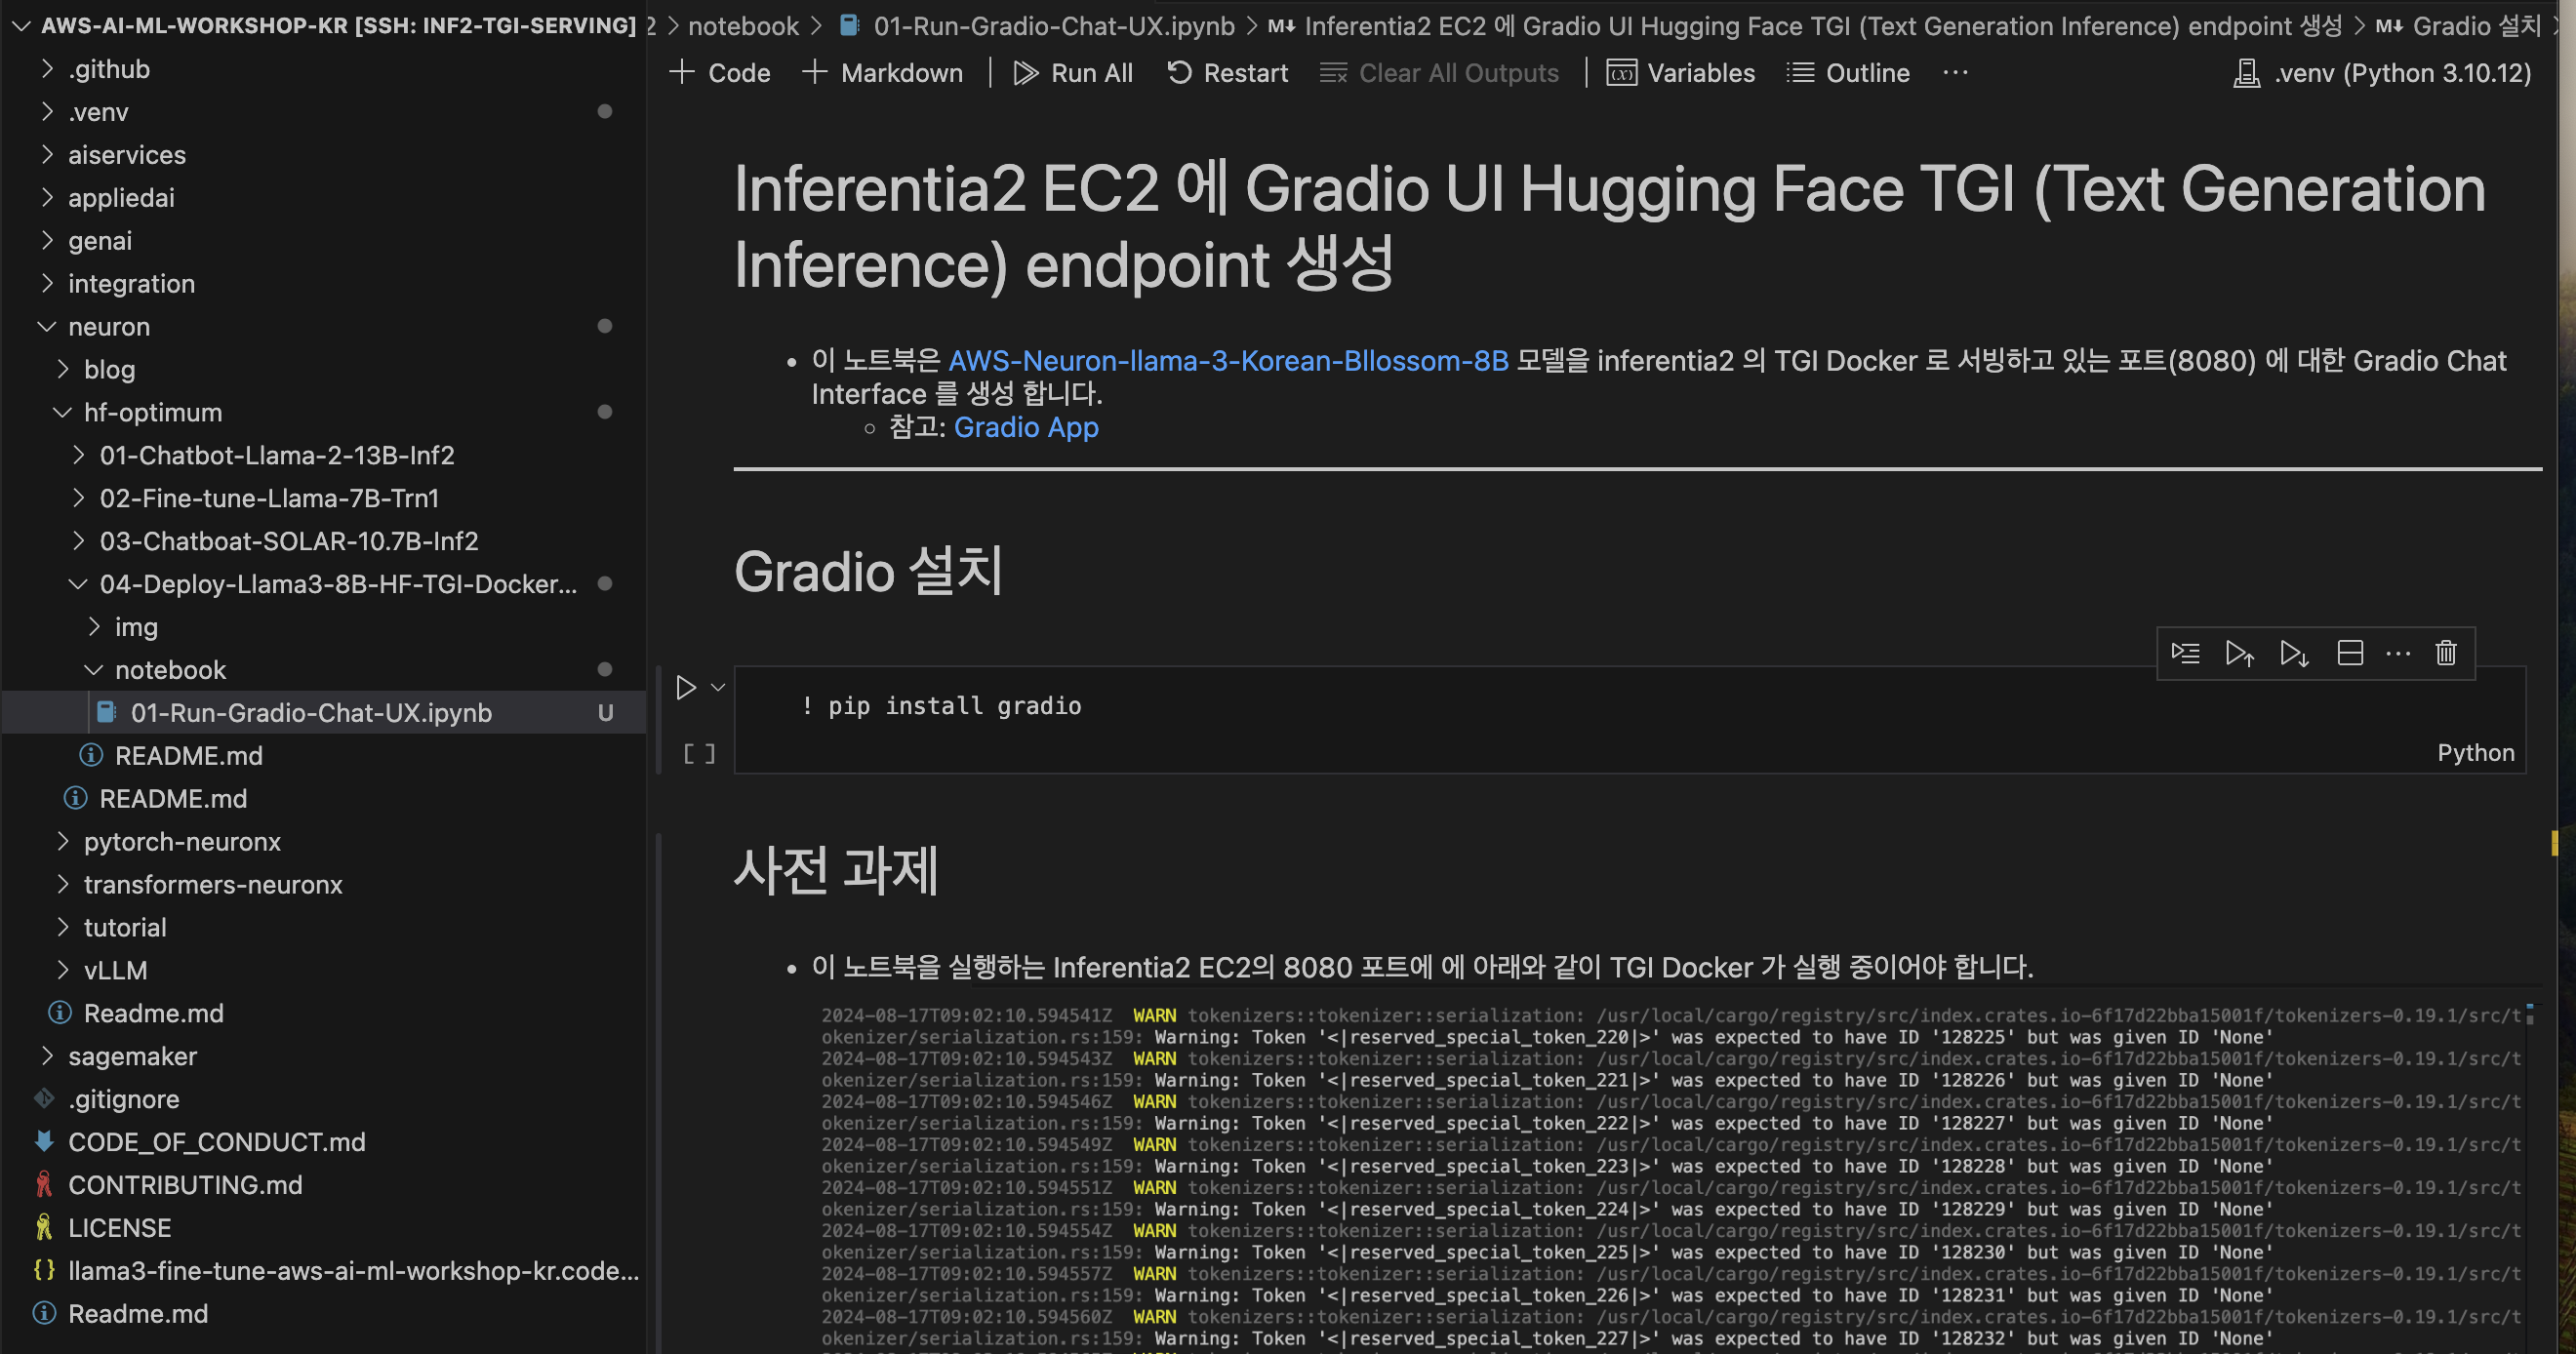 AWS-AI-ML-WORKSHOP-KR [SSH: INF2-TGI-SERVING]
.github
.venv
aiservices
appliedai
genai
integration
neuron
blog
hf-optimum
01-Chatbot-Llama-2-13B-Inf2
02-Fine-tune-Llama-7B-Trn1
03-Chatboat-SOLAR-10.7B-Inf2
04-Deploy-Llama3-8B-HF-TGI-Docker...
img
notebook
01-Run-Gradio-Chat-UX.ipynb U
README.md
README.md
pytorch-neuronx
transformers-neuronx
tutorial
vLLM
Readme.md
sagemaker
.gitignore
CODE_OF_CONDUCT.md
CONTRIBUTING.md
LICENSE
llama3-fine-tune-aws-ai-ml-workshop-kr.code...
Readme.md
2 > notebook > 01-Run-Gradio-Chat-UX.ipynb > M↓ Inferentia2 EC2 에 Gradio UI Hugging Face TGI (Text Generation Inference) endpoint 생성 > M↓ Gradio 설치
+ Code + Markdown | Run All Restart Clear All Outputs | Variables Outline ... .venv (Python 3.10.12)
Inferentia2 EC2 에 Gradio UI Hugging Face TGI (Text Generation
Inference) endpoint 생성
• 이 노트북은 AWS-Neuron-llama-3-Korean-Bllossom-8B 모델을 inferentia2 의 TGI Docker 로 서빙하고 있는 포트(8080) 에 대한 Gradio Chat
Interface 를 생성 합니다.
◦ 참고: Gradio App
Gradio 설치
! pip install gradio
[ ]
Python
사전 과제
• 이 노트북을 실행하는 Inferentia2 EC2의 8080 포트에 에 아래와 같이 TGI Docker 가 실행 중이어야 합니다.
2024-08-17T09:02:10.594541Z WARN tokenizers::tokenizer::serialization: /usr/local/cargo/registry/src/index.crates.io-6f17d22bba15001f/tokenizers-0.19.1/src/t
okenizer/serialization.rs:159: Warning: Token '<|reserved_special_token_220|>' was expected to have ID '128225' but was given ID 'None'
2024-08-17T09:02:10.594543Z WARN tokenizers::tokenizer::serialization: /usr/local/cargo/registry/src/index.crates.io-6f17d22bba15001f/tokenizers-0.19.1/src/t
okenizer/serialization.rs:159: Warning: Token '<|reserved_special_token_221|>' was expected to have ID '128226' but was given ID 'None'
2024-08-17T09:02:10.594546Z WARN tokenizers::tokenizer::serialization: /usr/local/cargo/registry/src/index.crates.io-6f17d22bba15001f/tokenizers-0.19.1/src/t
okenizer/serialization.rs:159: Warning: Token '<|reserved_special_token_222|>' was expected to have ID '128227' but was given ID 'None'
2024-08-17T09:02:10.594549Z WARN tokenizers::tokenizer::serialization: /usr/local/cargo/registry/src/index.crates.io-6f17d22bba15001f/tokenizers-0.19.1/src/t
okenizer/serialization.rs:159: Warning: Token '<|reserved_special_token_223|>' was expected to have ID '128228' but was given ID 'None'
2024-08-17T09:02:10.594551Z WARN tokenizers::tokenizer::serialization: /usr/local/cargo/registry/src/index.crates.io-6f17d22bba15001f/tokenizers-0.19.1/src/t
okenizer/serialization.rs:159: Warning: Token '<|reserved_special_token_224|>' was expected to have ID '128229' but was given ID 'None'
2024-08-17T09:02:10.594554Z WARN tokenizers::tokenizer::serialization: /usr/local/cargo/registry/src/index.crates.io-6f17d22bba15001f/tokenizers-0.19.1/src/t
okenizer/serialization.rs:159: Warning: Token '<|reserved_special_token_225|>' was expected to have ID '128230' but was given ID 'None'
2024-08-17T09:02:10.594557Z WARN tokenizers::tokenizer::serialization: /usr/local/cargo/registry/src/index.crates.io-6f17d22bba15001f/tokenizers-0.19.1/src/t
okenizer/serialization.rs:159: Warning: Token '<|reserved_special_token_226|>' was expected to have ID '128231' but was given ID 'None'
2024-08-17T09:02:10.594560Z WARN tokenizers::tokenizer::serialization: /usr/local/cargo/registry/src/index.crates.io-6f17d22bba15001f/tokenizers-0.19.1/src/t
okenizer/serialization.rs:159: Warning: Token '<|reserved_special_token_227|>' was expected to have ID '128232' but was given ID 'None'